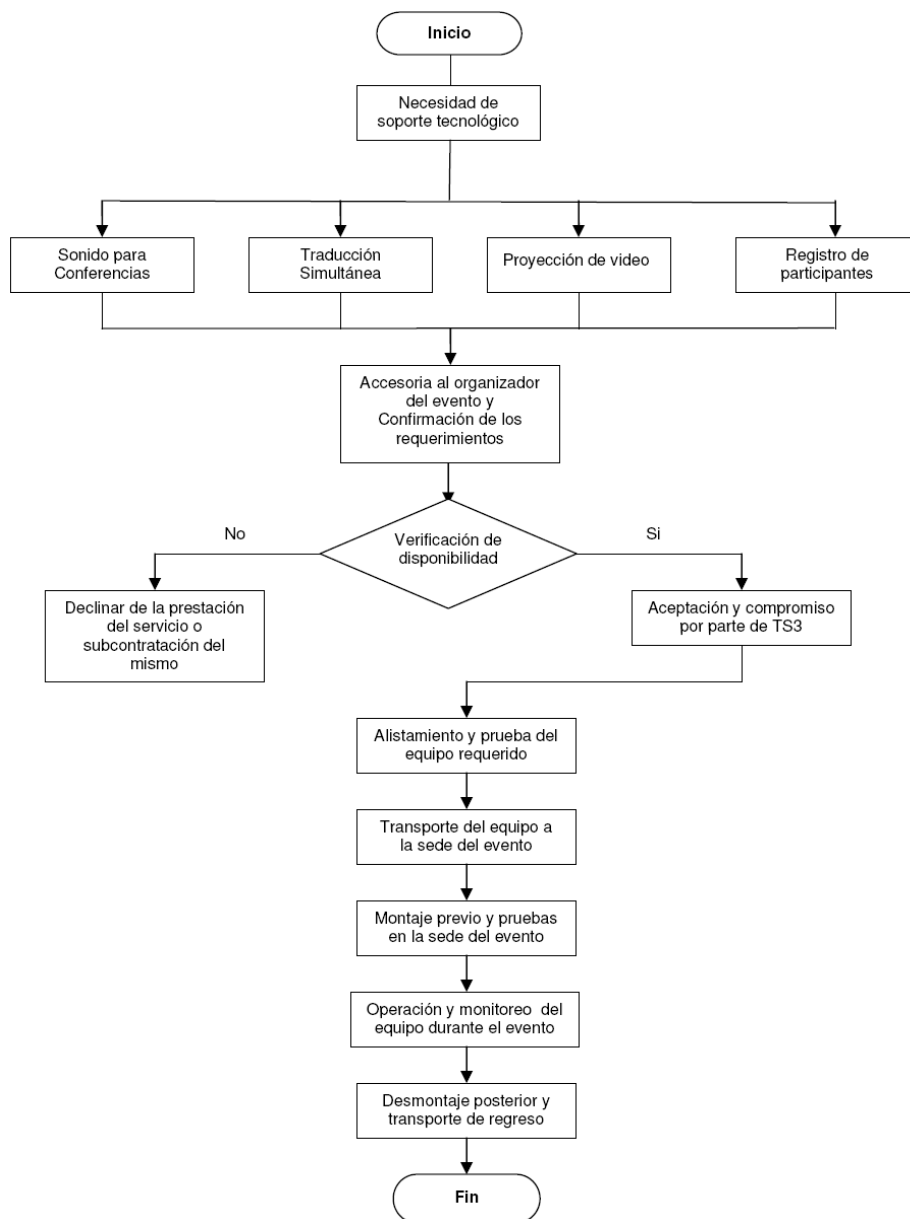 Inicio
Necesidad de
soporte tecnológico
Sonido para
Conferencias
Traducción
Simultánea
Proyección de video
Registro de
participantes
Accesoria al organizador
del evento y
Confirmación de los
requerimientos
No
Verificación de
disponibilidad
Si
Declinar de la prestación
del servicio o
subcontratación del
mismo
Aceptación y compromiso
por parte de TS3
Alistamiento y prueba del
equipo requerido
Transporte del equipo a
la sede del evento
Montaje previo y pruebas
en la sede del evento
Operación y monitoreo del
equipo durante el evento
Desmontaje posterior y
transporte de regreso
Fin